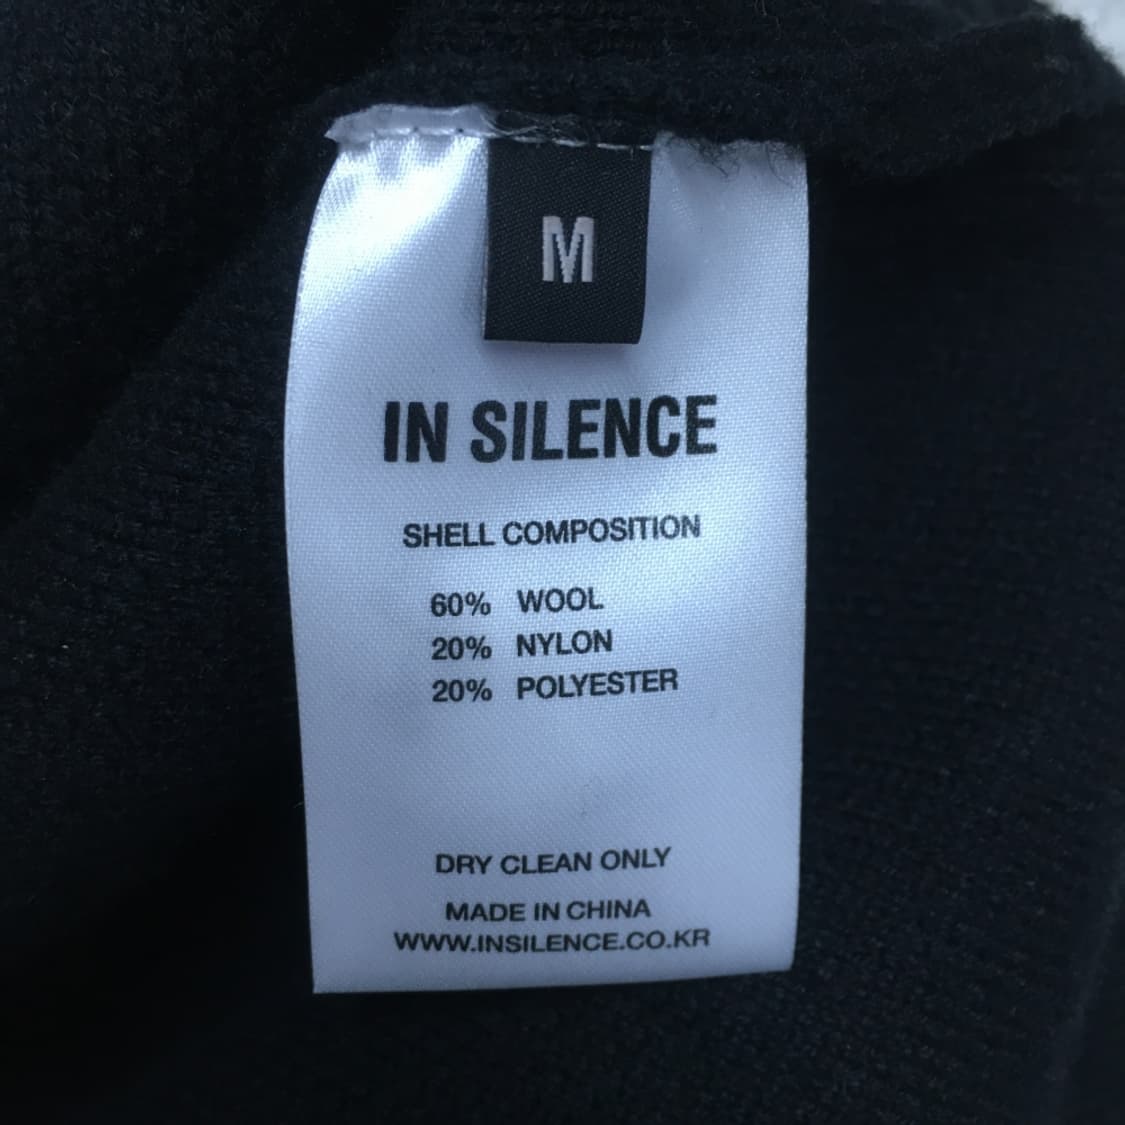 M
IN SILENCE
SHELL COMPOSITION
60% WOOL
20% NYLON
20% POLYESTER
DRY CLEAN ONLY
MADE IN CHINA
WWW.INSILENCE.CO.KR